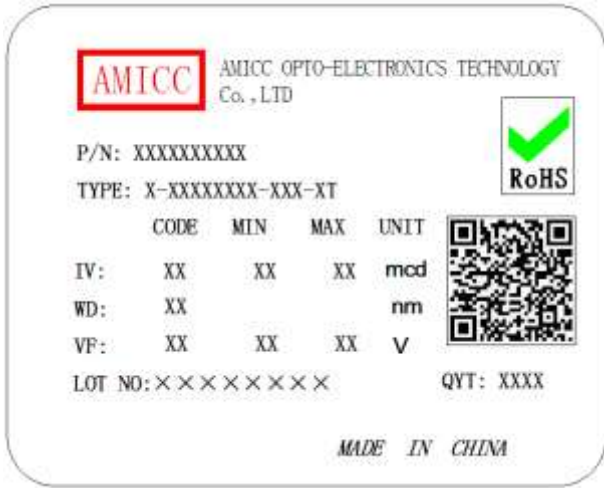 AMICC
AMICC OPTO-ELECTRONICS TECHNOLOGY
Co.,LTD
RoHS
P/N: XXXXXXXXXX
TYPE: X-XXXXXXXX-XXX-XT
CODE MIN MAX UNIT
IV: XX XX XX mcd
WD: XX nm
VF: XX XX XX V
LOT NO:×××××××× QYT: XXXX
MADE IN CHINA